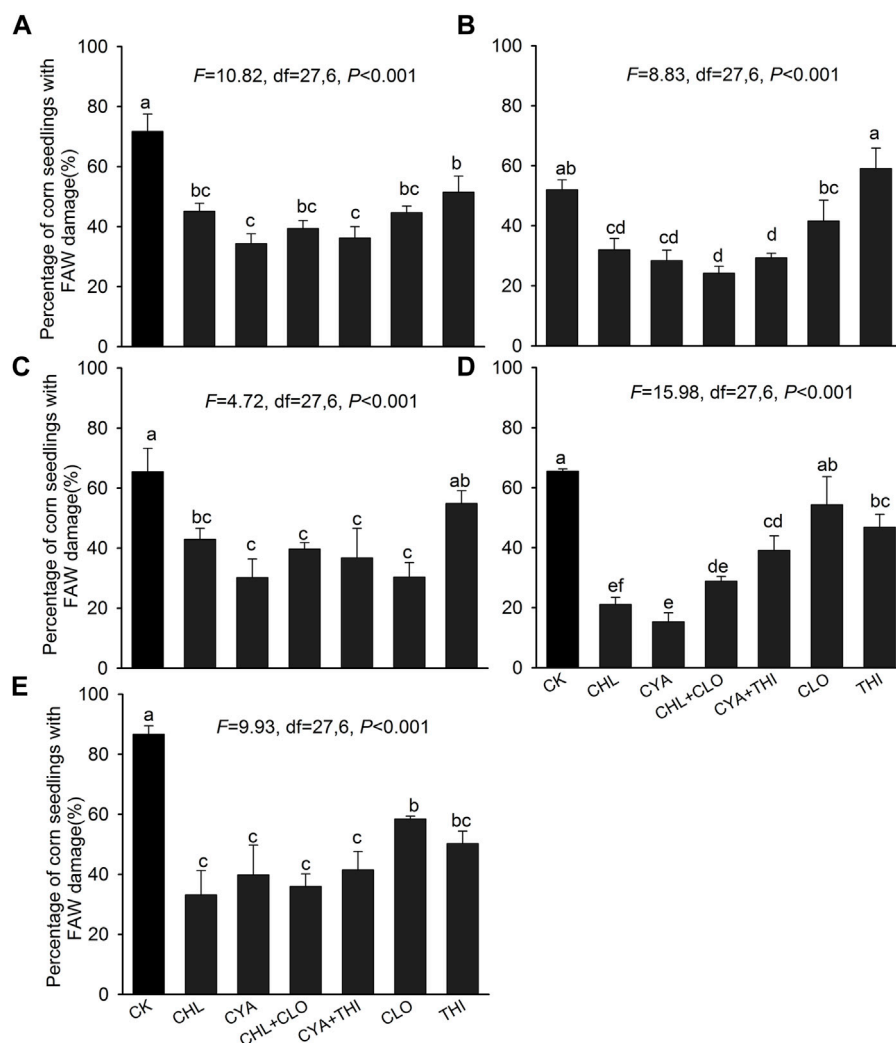 A
Percentage of corn seedlings with
FAW damage(%)
100
80
60
40
20
0
F=10.82, df=27,6, P<0.001
a
bc
c
bc
c
bc
b
B
100
80
60
40
20
0
F=8.83, df=27,6, P<0.001
ab
cd
cd
d
d
bc
a
C
Percentage of corn seedlings with
FAW damage(%)
100
80
60
40
20
0
F=4.72, df=27,6, P<0.001
a
bc
c
c
c
c
ab
D
100
80
60
40
20
0
F=15.98, df=27,6, P<0.001
a
ef
e
de
cd
ab
bc
CK
CHL
CYA
CHL+CLO
CYA+THI
CLO
THI
E
Percentage of corn seedlings with
FAW damage(%)
100
80
60
40
20
0
F=9.93, df=27,6, P<0.001
a
c
c
c
c
b
bc
CK
CHL
CYA
CHL+CLO
CYA+THI
CLO
THI